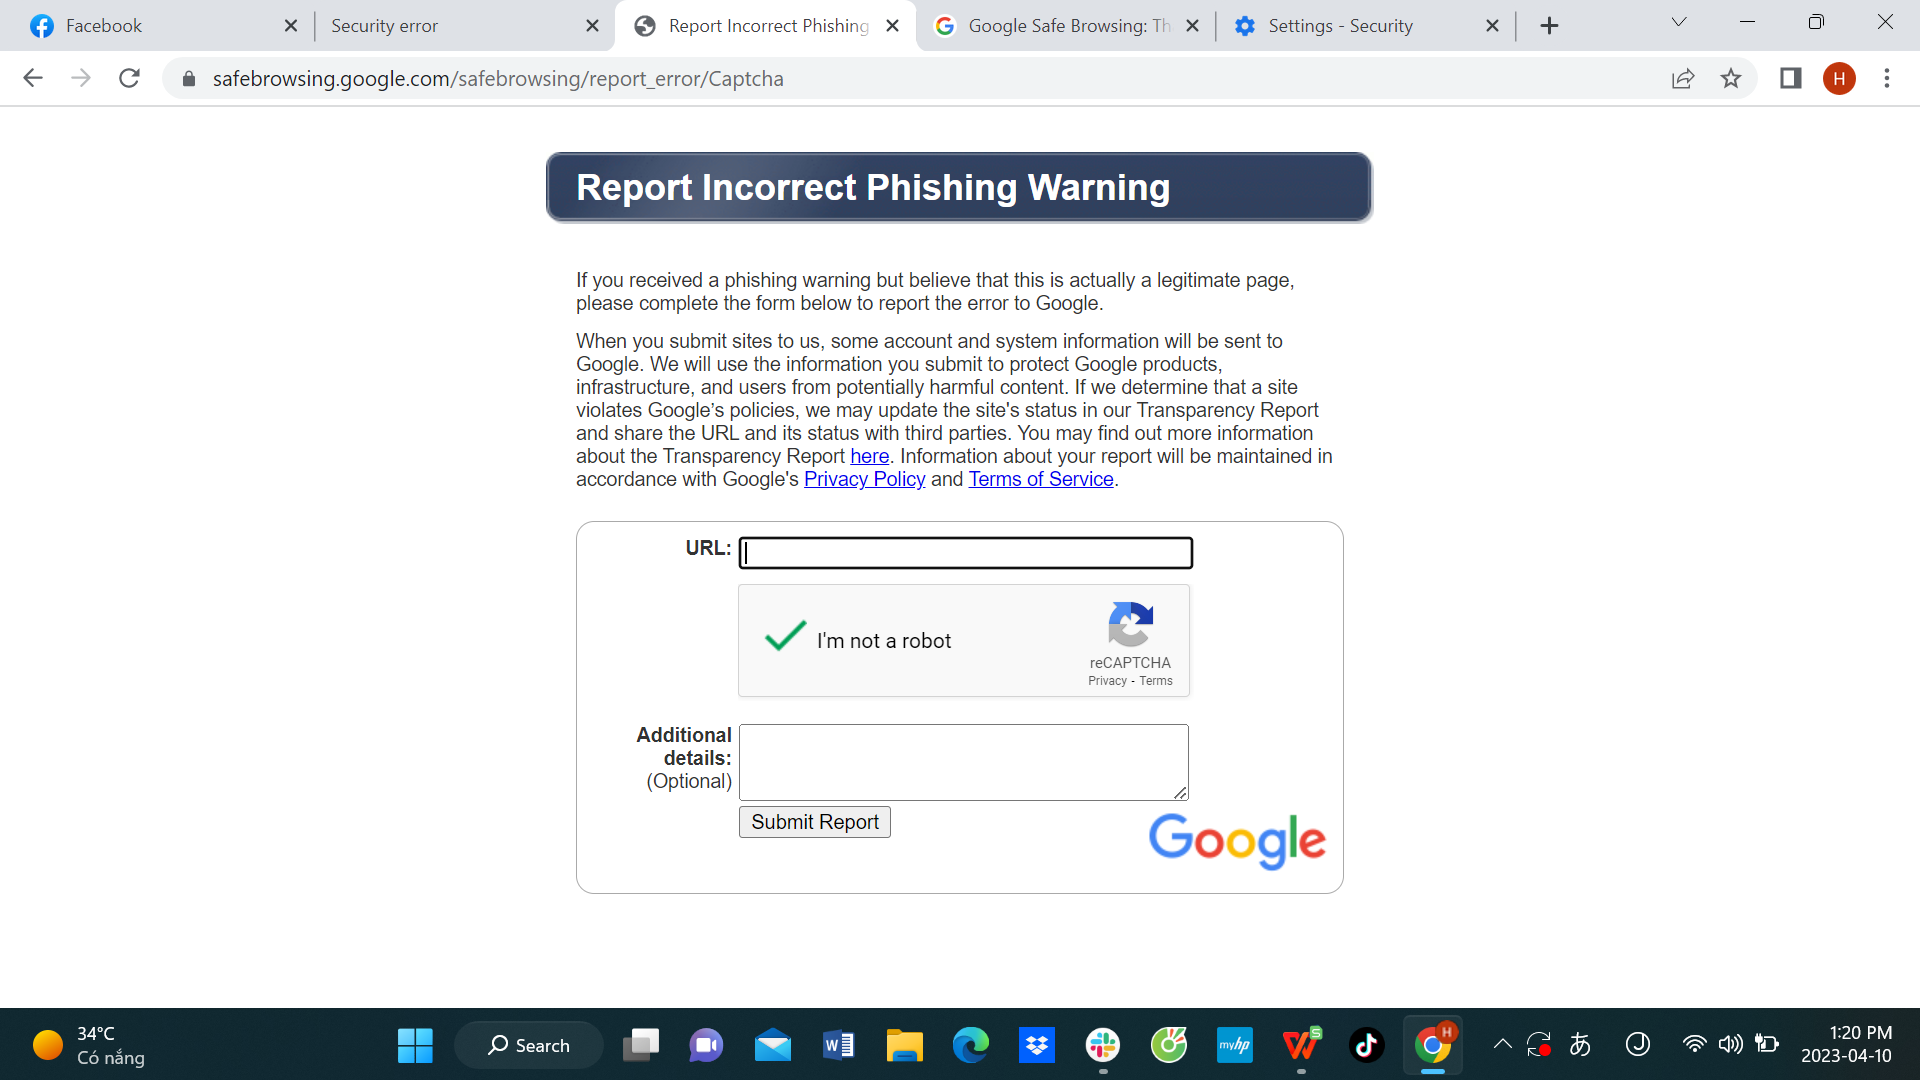 Facebook
Security error
Report Incorrect Phishing
Google Safe Browsing: Th
Settings - Security
safebrowsing.google.com/safebrowsing/report_error/Captcha
H
Report Incorrect Phishing Warning
If you received a phishing warning but believe that this is actually a legitimate page,
please complete the form below to report the error to Google.
When you submit sites to us, some account and system information will be sent to
Google. We will use the information you submit to protect Google products,
infrastructure, and users from potentially harmful content. If we determine that a site
violates Google’s policies, we may update the site's status in our Transparency Report
and share the URL and its status with third parties. You may find out more information
about the Transparency Report here. Information about your report will be maintained in
accordance with Google's Privacy Policy and Terms of Service.
URL:
I'm not a robot
reCAPTCHA
Privacy - Terms
Additional
details:
(Optional)
Submit Report
Google
34°C
Có nắng
Search
W
myhp
W
S
H
あ
J
1:20 PM
2023-04-10